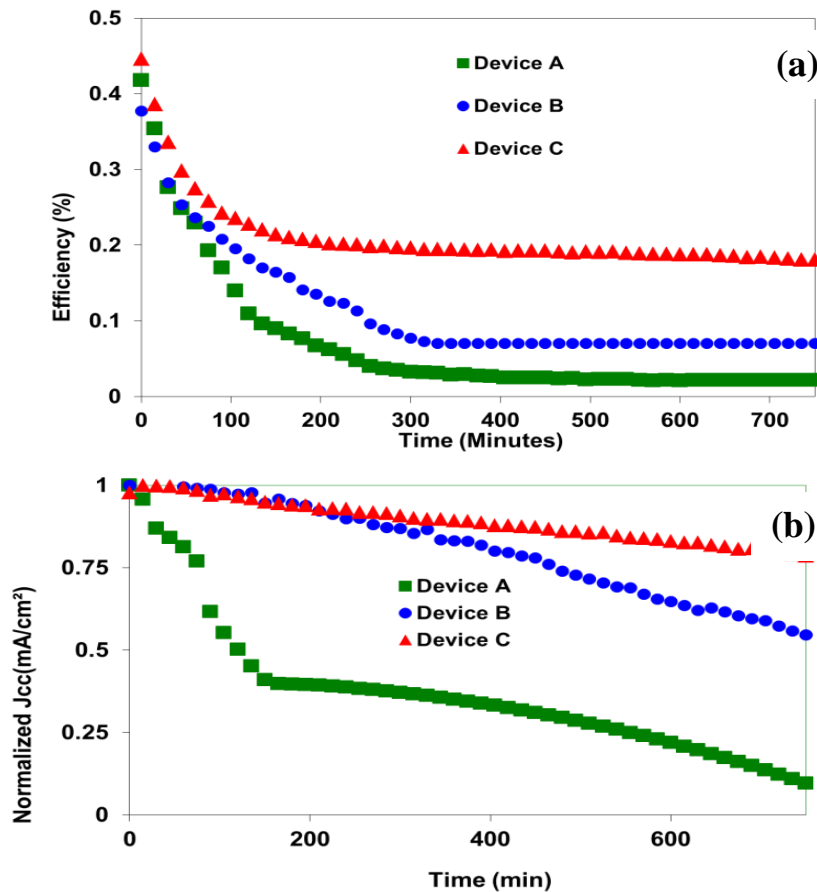 0.5
(a)
Device A
0.4
Device B
Device C
0.3
0.2
0.1
0
Efficiency (%)
0 100 200 300 400 500 600 700
Time (Minutes)
1
(b)
0.75
Device A
Device B
Device C
0.5
0.25
0
Normalized Jcc(mA/cm²)
0 200 400 600
Time (min)